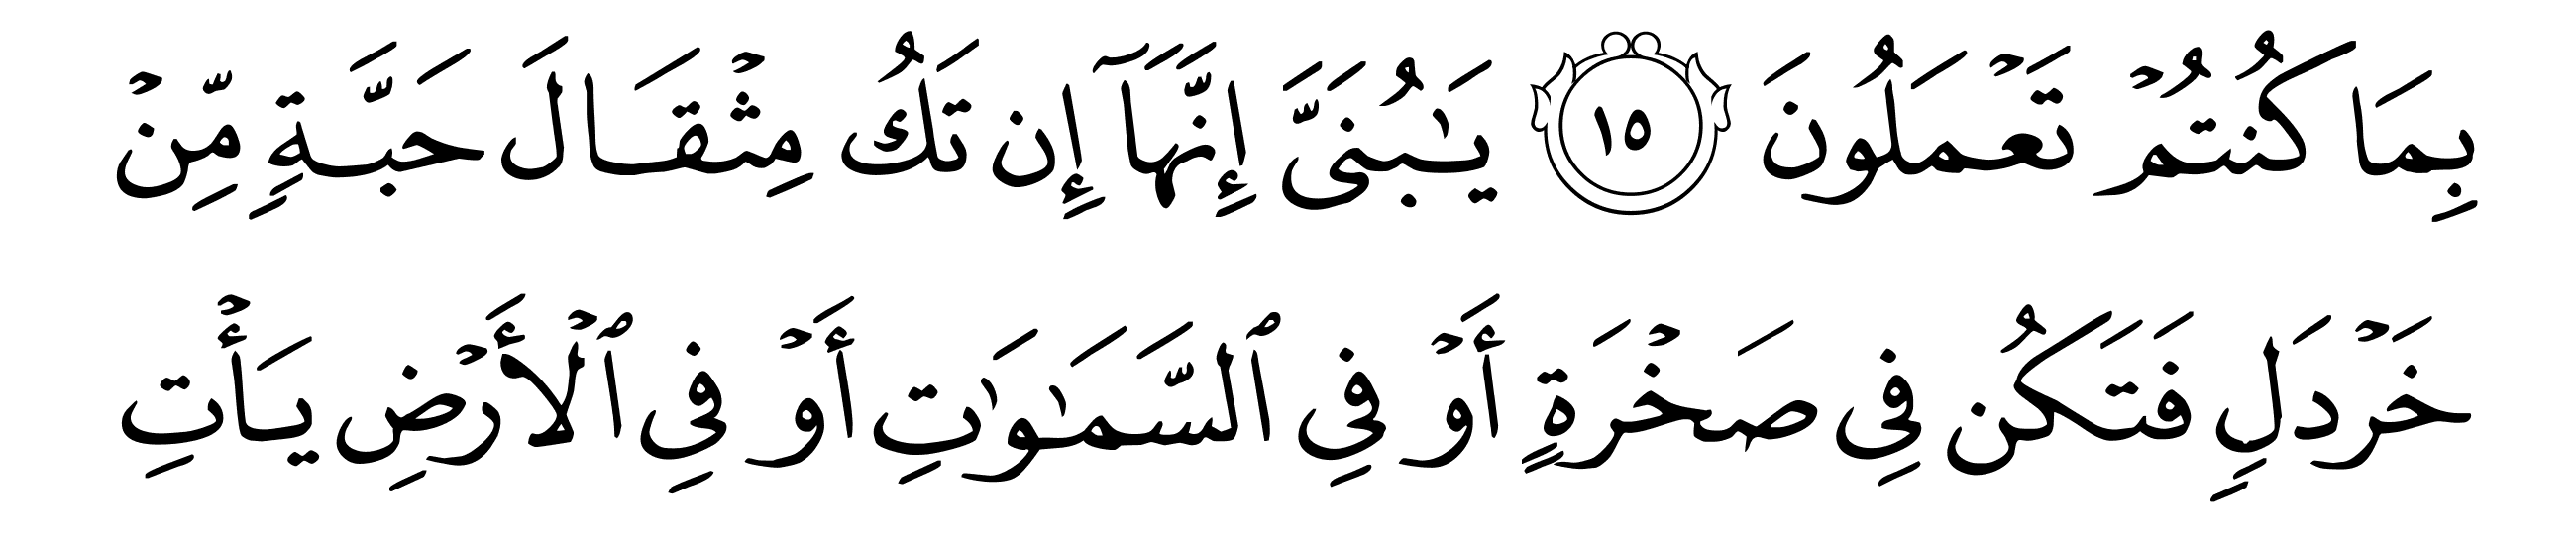 بِمَا كُنتُمْ تَعْمَلُونَ ١٥ يَٰبُنَىَّ إِنَّهَآ إِن تَكُ مِثْقَالَ حَبَّةٍ مِّنْ
خَرْدَلٍ فَتَكُن فِى صَخْرَةٍ أَوْ فِى ٱلسَّمَٰوَٰتِ أَوْ فِى ٱلْأَرْضِ يَأْتِ